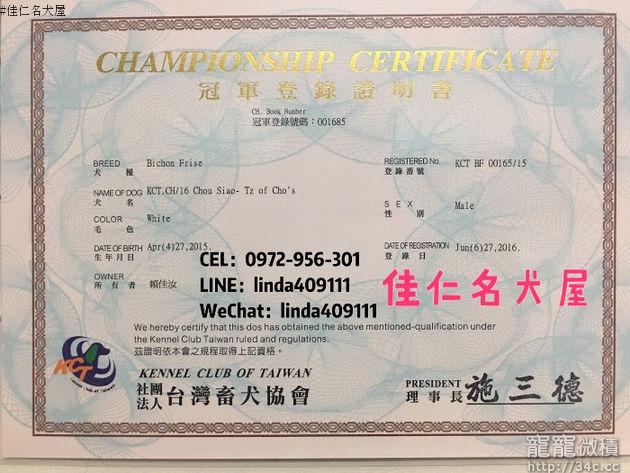 #佳仁名犬屋
CHAMPIONSHIP CERTIFICATE
冠軍登錄證明書
CH. Book Number
冠軍登錄號碼：001685
BREED Bichon Frise
犬種
REGISTERED No. KCT BF 00165/15
登錄番號
NAME OF DOG KCT.CH/16 Chou Siao- Tz of Cho's
犬名
SEX Male
性別
COLOR White
毛色
DATE OF BIRTH Apr(4)27,2015.
生年月日
DATE OF REGISTRATION Jun(6)27,2016.
登錄日
OWNER
所有者 賴佳汝
CEL：0972-956-301
LINE：linda409111
WeChat：linda409111
佳仁名犬屋
We hereby certify that this dos has obtained the above mentioned-qualification under
the Kennel Club Taiwan ruled and regulations.
茲證明依本會之規程取得上記資格。
KCT
Kennel Club of Taiwan
KENNEL CLUB OF TAIWAN
社團法人 台灣畜犬協會
PRESIDENT
理事長 施三德
龍龍微積
http://34c.cc